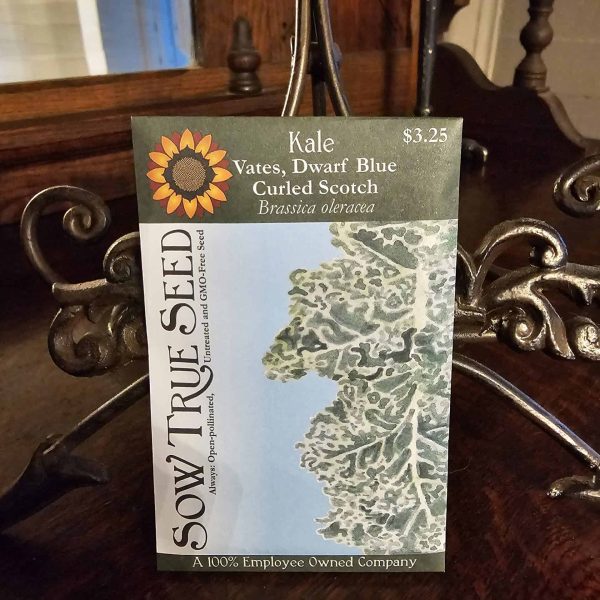 Kale
$3.25
Vates, Dwarf Blue
Curled Scotch
Brassica oleracea
SOW TRUE SEED
Always: Open-pollinated,
Untreated and GMO-Free Seed
A 100% Employee Owned Company